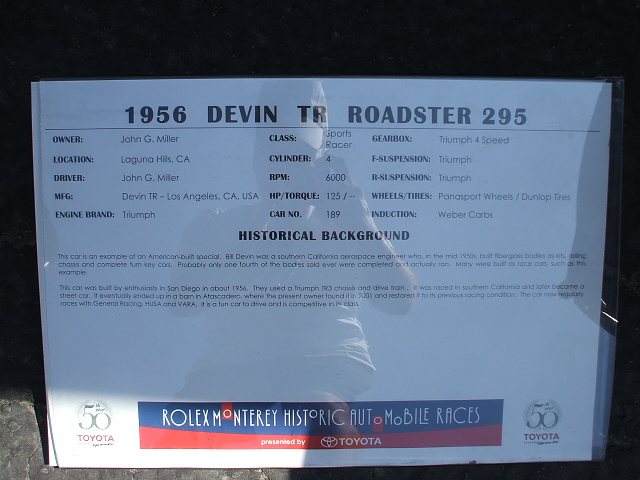 1956 DEVIN TR ROADSTER 295
OWNER: John G. Miller CLASS: Sports Racer GEARBOX: Triumph 4 Speed
LOCATION: Laguna Hills, CA CYLINDER: 4 F-SUSPENSION: Triumph
DRIVER: John G. Miller RPM: 6000 R-SUSPENSION: Triumph
MFG: Devin TR – Los Angeles, CA, USA HP/TORQUE: 125 / -- WHEELS/TIRES: Panasport Wheels / Dunlop Tires
ENGINE BRAND: Triumph CAR NO. 189 INDUCTION: Weber Carbs
HISTORICAL BACKGROUND
This car is an example of an American-built special. Bill Devin was a southern California aerospace engineer who, in the mid 1950s, built fiberglass bodies as kits, rolling
chassis and complete turn key cars. Probably only one fourth of the bodies sold ever were completed and actually ran. Many were built as race cars, such as this
example.
This car was built by enthusiasts in San Diego in about 1956. They used a Triumph TR3 chassis and drive train. It was raced in southern California and later became a
street car. It eventually ended up in a barn in Atascadero, where the present owner found it in 2001 and restored it to its previous racing condition. The car now regularly
races with General Racing, HUSA and VARA. It is a fun car to drive and is competitive in its class.
ROLEX MONTEREY HISTORIC AUTOMOBILE RACES
presented by TOYOTA
50 TOYOTA
50 TOYOTA